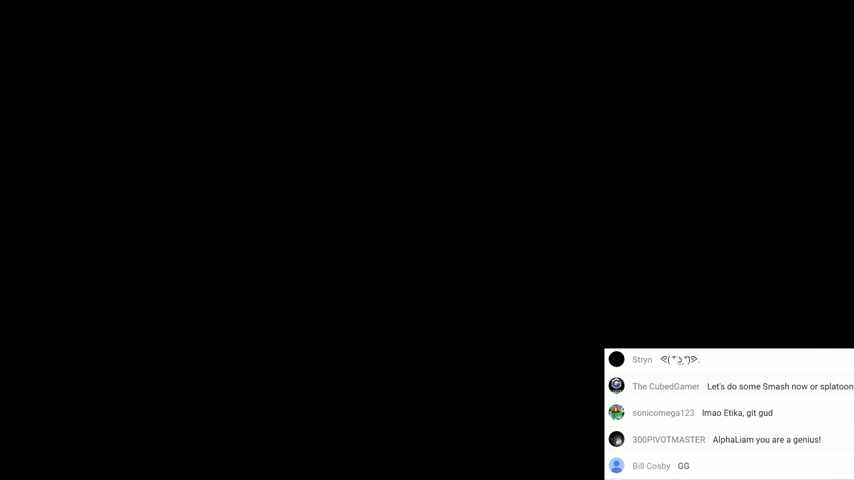 Stryn ᕙ( ͡° ͜ʖ ͡°)ᕗ.
The CubedGamer Let's do some Smash now or splatoon
sonicomega123 lmao Etika, git gud
300PIVOTMASTER AlphaLiam you are a genius!
Bill Cosby GG